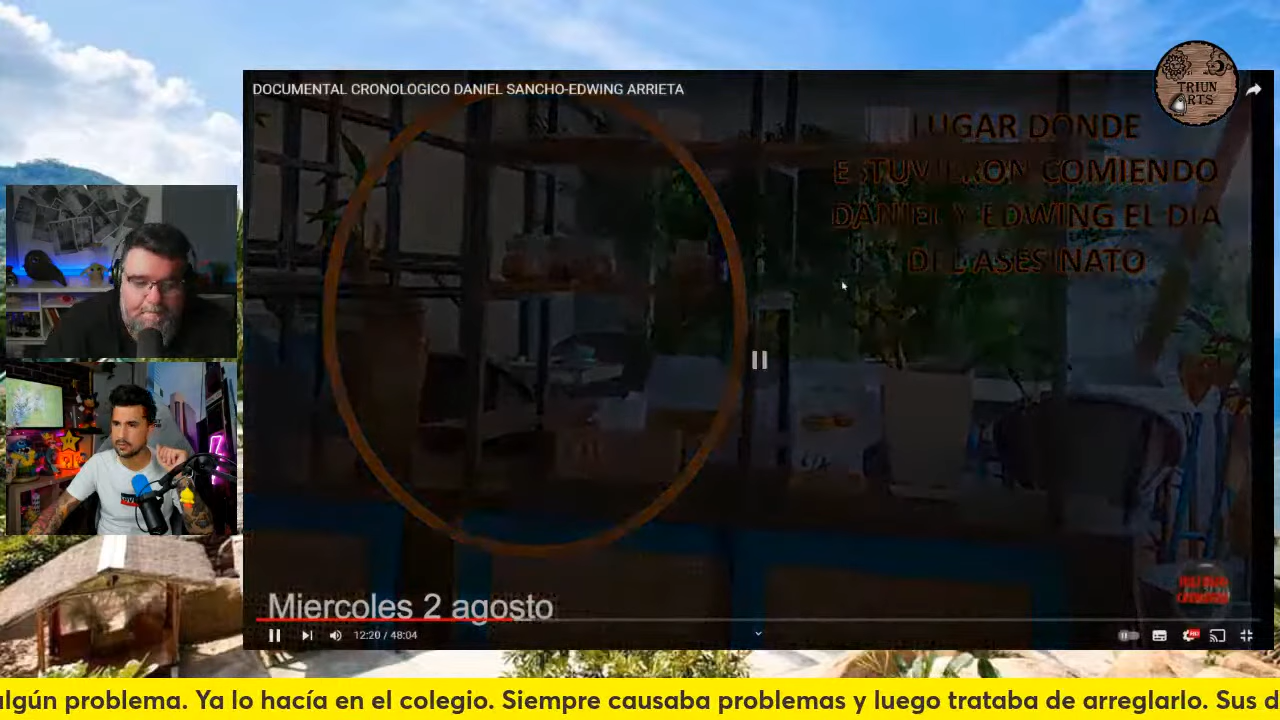 DOCUMENTAL CRONOLOGICO DANIEL SANCHO-EDWING ARRIETA
TRIUN
ARTS
LUGAR DONDE
ESTUVIERON COMIENDO
DANIEL Y EDWING EL DIA
DEL ASESINATO
Miercoles 2 agosto
12:20 / 48:04
algún problema. Ya lo hacía en el colegio. Siempre causaba problemas y luego trataba de arreglarlo. Sus d